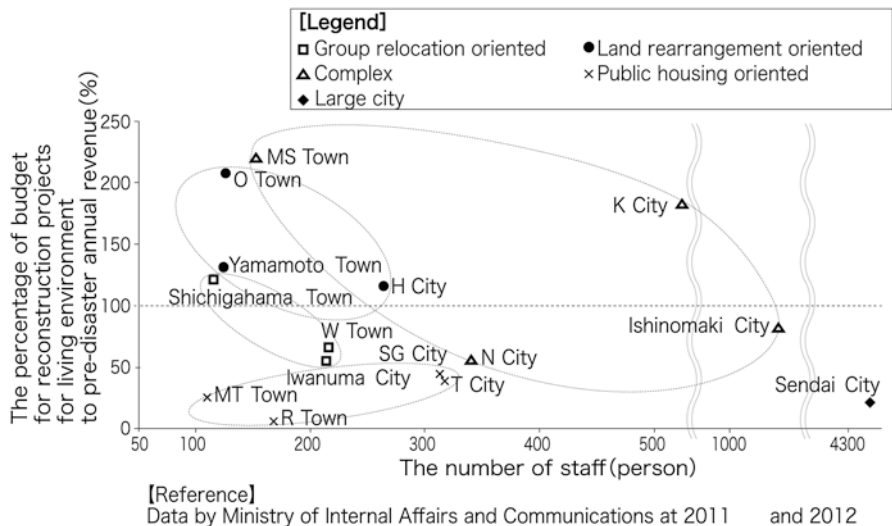 [Legend]
Group relocation oriented
Land rearrangement oriented
Complex
Public housing oriented
Large city
The percentage of budget
for reconstruction projects
for living environment
to pre-disaster annual revenue(%)
250
200
150
100
50
0
MS Town
O Town
K City
Yamamoto Town
H City
Shichigahama Town
Ishinomaki City
W Town
SG City
N City
Iwanuma City
T City
Sendai City
MT Town
R Town
50
100
200
300
400
500
1000
4300
The number of staff(person)
【Reference】
Data by Ministry of Internal Affairs and Communications at 2011 and 2012